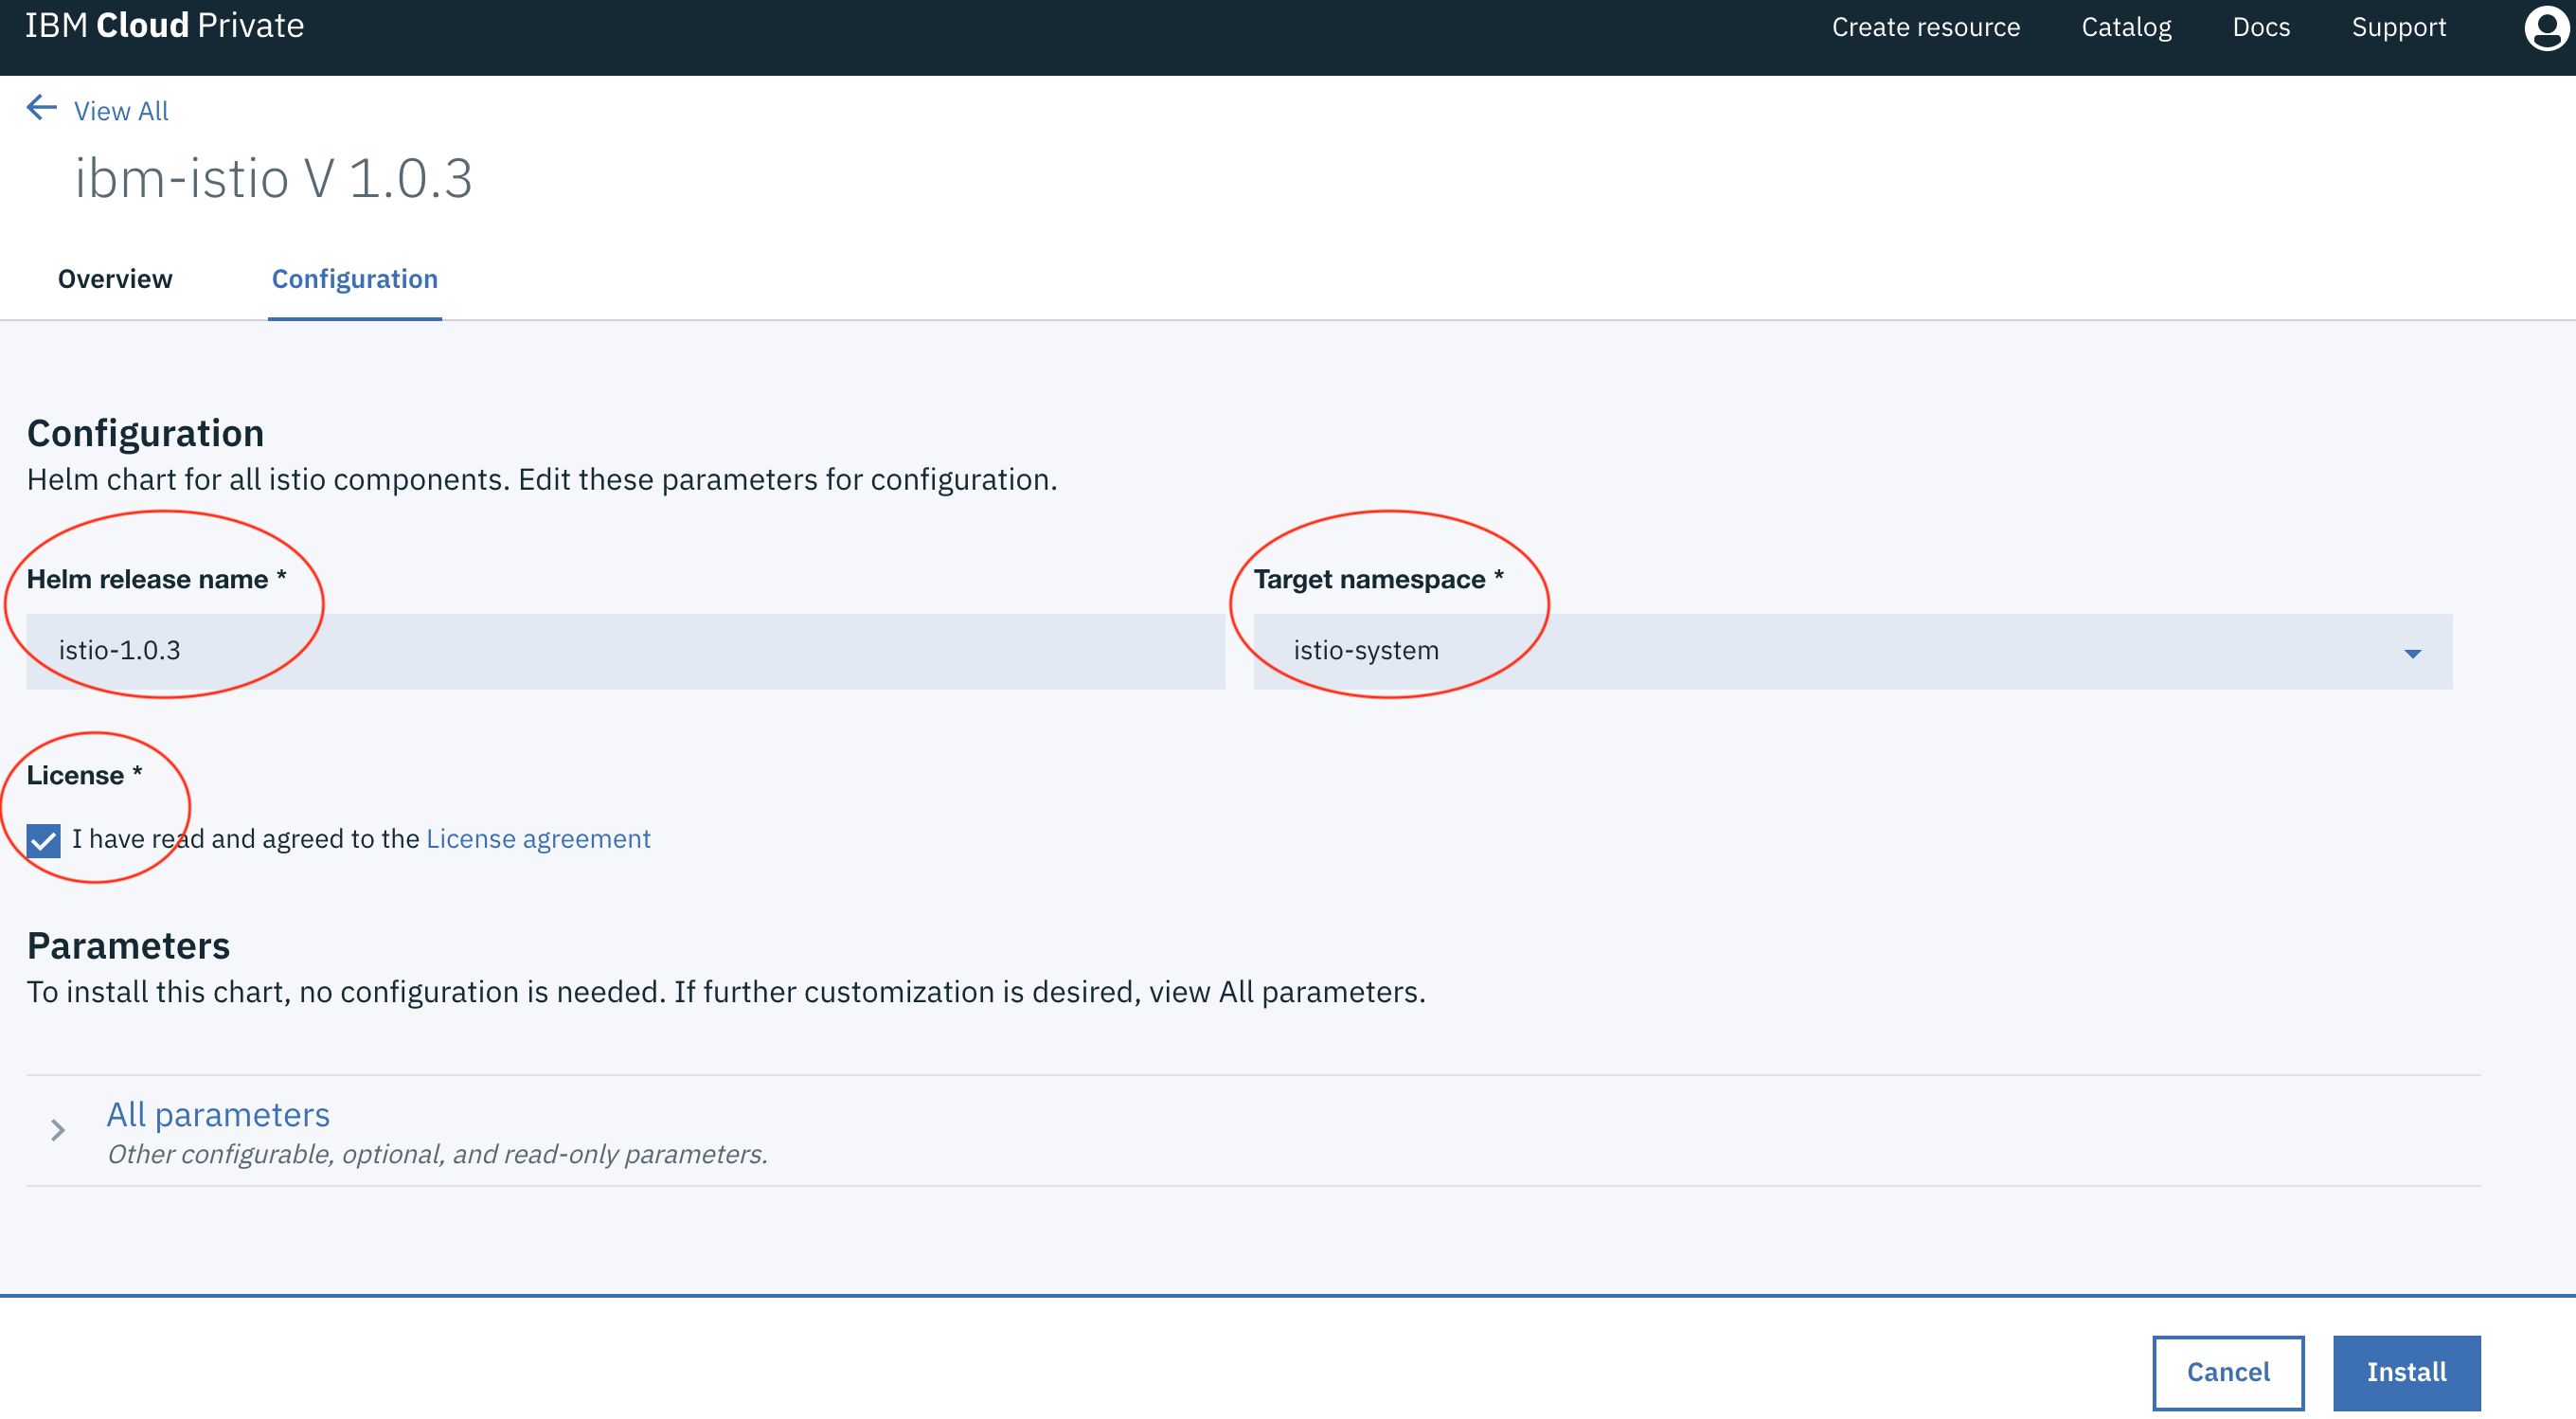 IBM Cloud Private
Create resource Catalog Docs Support
View All
ibm-istio V 1.0.3
Overview Configuration
Configuration
Helm chart for all istio components. Edit these parameters for configuration.
Helm release name * Target namespace *
istio-1.0.3 istio-system
License *
I have read and agreed to the License agreement
Parameters
To install this chart, no configuration is needed. If further customization is desired, view All parameters.
All parameters
Other configurable, optional, and read-only parameters.
Cancel Install